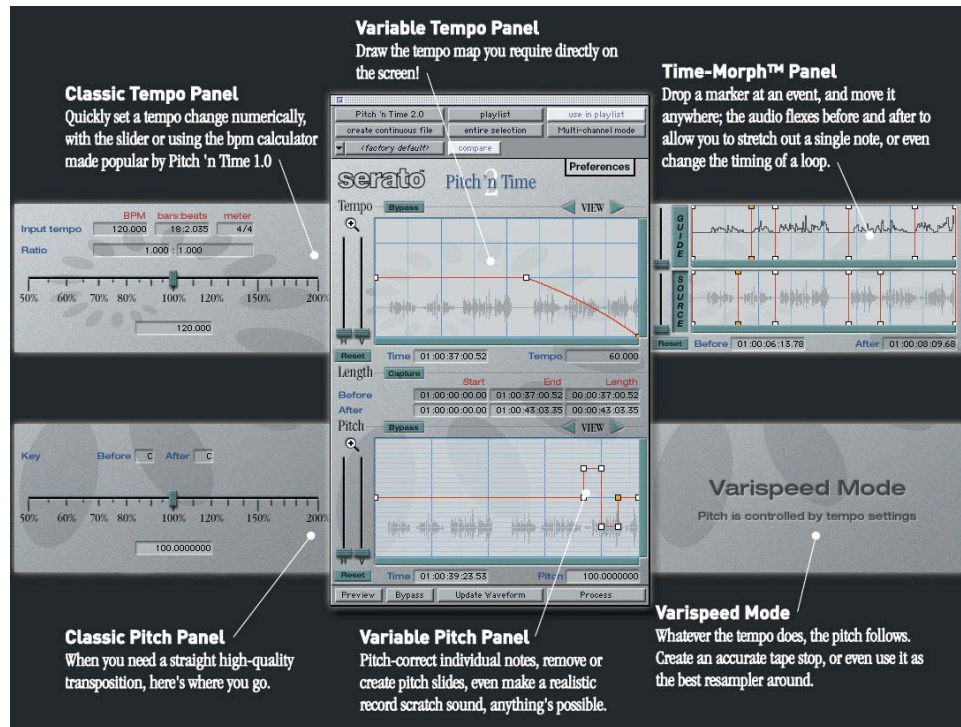 Variable Tempo Panel
Draw the tempo map you require directly on
the screen!
Classic Tempo Panel
Quickly set a tempo change numerically,
with the slider or using the bpm calculator
made popular by Pitch 'n Time 1.0
Time-Morph™ Panel
Drop a marker at an event, and move it
anywhere; the audio flexes before and after to
allow you to stretch out a single note, or even
change the timing of a loop.
Pitch 'n Time 2.0 playlist use in playlist
create continuous file entire selection Multi-channel mode
<factory default> compare
Preferences
serato Pitch 'n Time 2
Tempo Bypass VIEW
BPM bars:beats meter
Input tempo 120.000 18:2.035 4/4
Ratio 1.000 : 1.000
50% 60% 70% 80% 100% 120% 150% 200%
120.000
H V
Reset Time 01:00:37:00.52 Tempo 60.000
GUIDE
SOURCE
Reset Before 01:00:06:13.78 After 01:00:08:09.68
Length Capture
Start End Length
Before 01:00:00:00.00 01:00:37:00.52 00:00:37:00.52
After 01:00:00:00.00 01:00:43:03.35 00:00:43:03.35
Pitch Bypass VIEW
Key Before C After C
50% 60% 70% 80% 100% 120% 150% 200%
100.0000000
H V
Reset Time 01:00:39:23.53 Pitch 100.0000000
Preview Bypass Update Waveform Process
Varispeed Mode
Pitch is controlled by tempo settings
Classic Pitch Panel
When you need a straight high-quality
transposition, here's where you go.
Variable Pitch Panel
Pitch-correct individual notes, remove or
create pitch slides, even make a realistic
record scratch sound, anything's possible.
Varispeed Mode
Whatever the tempo does, the pitch follows.
Create an accurate tape stop, or even use it as
the best resampler around.